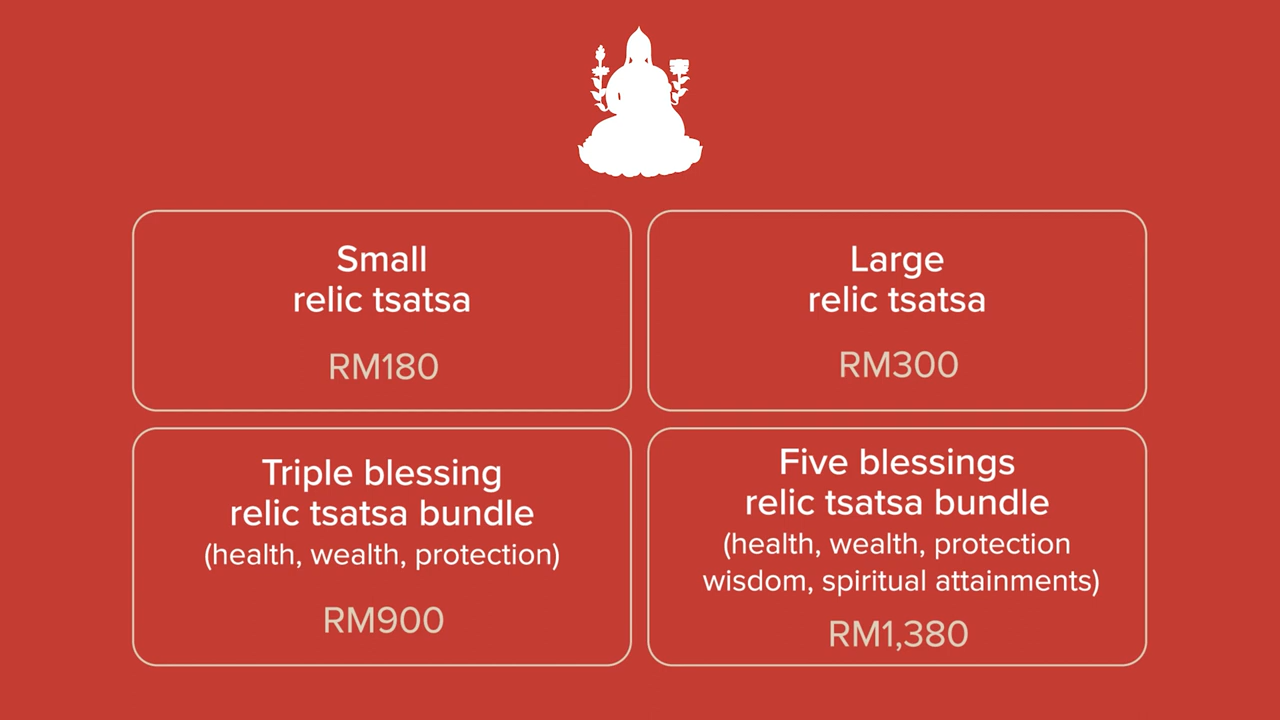 Small
relic tsatsa
RM180
Large
relic tsatsa
RM300
Triple blessing
relic tsatsa bundle
(health, wealth, protection)
RM900
Five blessings
relic tsatsa bundle
(health, wealth, protection
wisdom, spiritual attainments)
RM1,380